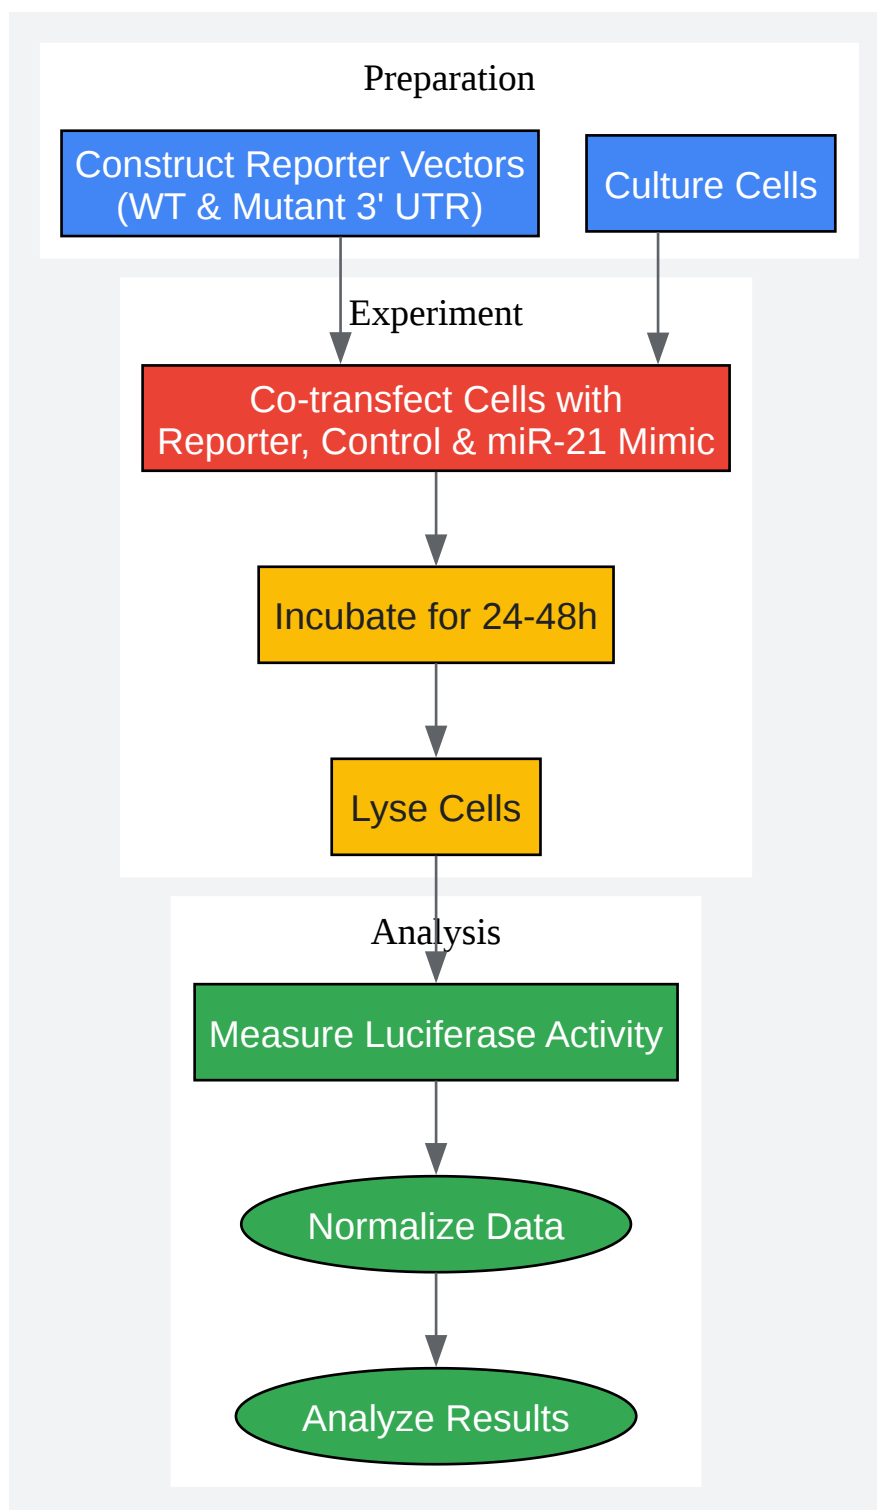 Preparation
Construct Reporter Vectors
(WT & Mutant 3' UTR)
Culture Cells
Experiment
Co-transfect Cells with
Reporter, Control & miR-21 Mimic
Incubate for 24-48h
Lyse Cells
Analysis
Measure Luciferase Activity
Normalize Data
Analyze Results